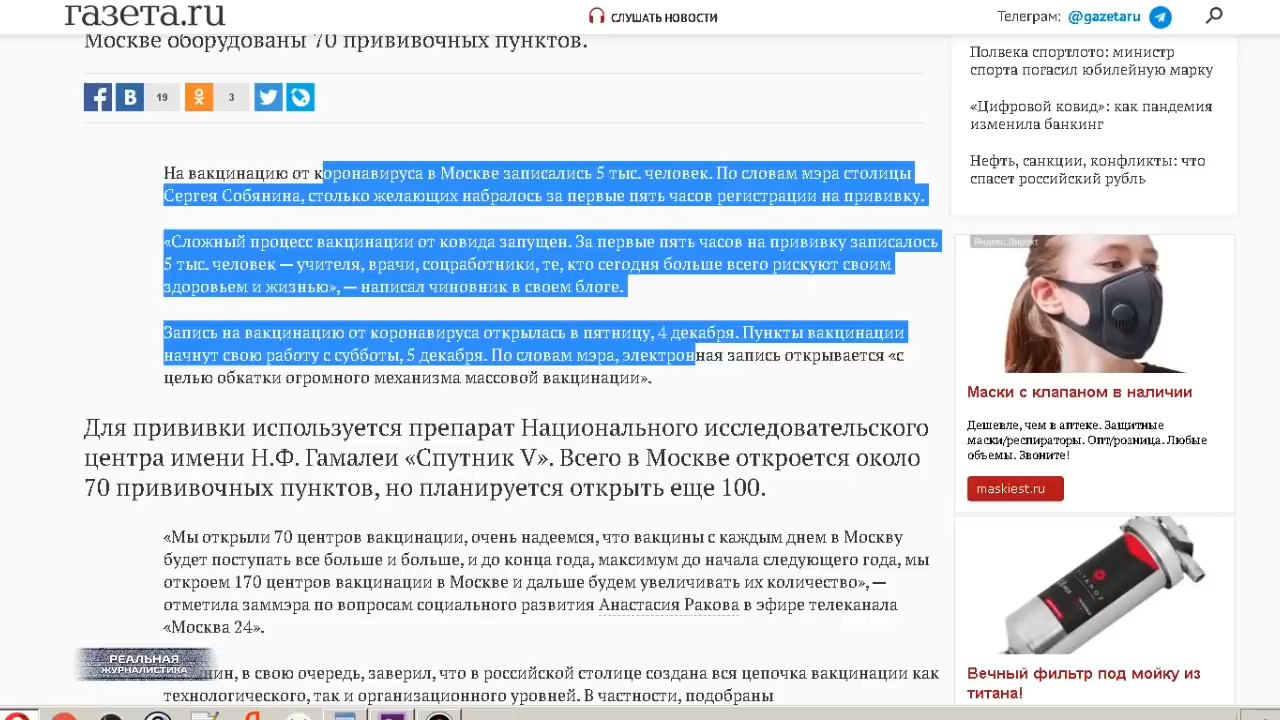 газета.ru
СЛУШАТЬ НОВОСТИ
Телеграм: @gazetaru
Москве оборудованы 70 прививочных пунктов.
19
3
На вакцинацию от коронавируса в Москве записались 5 тыс. человек. По словам мэра столицы
Сергея Собянина, столько желающих набралось за первые пять часов регистрации на прививку.
«Сложный процесс вакцинации от ковида запущен. За первые пять часов на прививку записалось
5 тыс. человек — учителя, врачи, соцработники, те, кто сегодня больше всего рискуют своим
здоровьем и жизнью», — написал чиновник в своем блоге.
Запись на вакцинацию от коронавируса открылась в пятницу, 4 декабря. Пункты вакцинации
начнут свою работу с субботы, 5 декабря. По словам мэра, электронная запись открывается «с
целью обкатки огромного механизма массовой вакцинации».
Для прививки используется препарат Национального исследовательского
центра имени Н.Ф. Гамалеи «Спутник V». Всего в Москве откроется около
70 прививочных пунктов, но планируется открыть еще 100.
«Мы открыли 70 центров вакцинации, очень надеемся, что вакцины с каждым днем в Москву
будет поступать все больше и больше, и до конца года, максимум до начала следующего года, мы
откроем 170 центров вакцинации в Москве и дальше будем увеличивать их количество», —
отметила заммэра по вопросам социального развития Анастасия Ракова в эфире телеканала
«Москва 24».
нин, в свою очередь, заверил, что в российской столице создана вся цепочка вакцинации как
технологического, так и организационного уровней. В частности, подобраны
РЕАЛЬНАЯ
ЖУРНАЛИСТИКА
Полвека спортлото: министр
спорта погасил юбилейную марку
«Цифровой ковид»: как пандемия
изменила банкинг
Нефть, санкции, конфликты: что
спасет российский рубль
Яндекс.Директ
Маски с клапаном в наличии
Дешевле, чем в аптеке. Защитные
маски/респираторы. Опт/розница. Любые
объемы. Звоните!
maskiest.ru
Вечный фильтр под мойку из
титана!